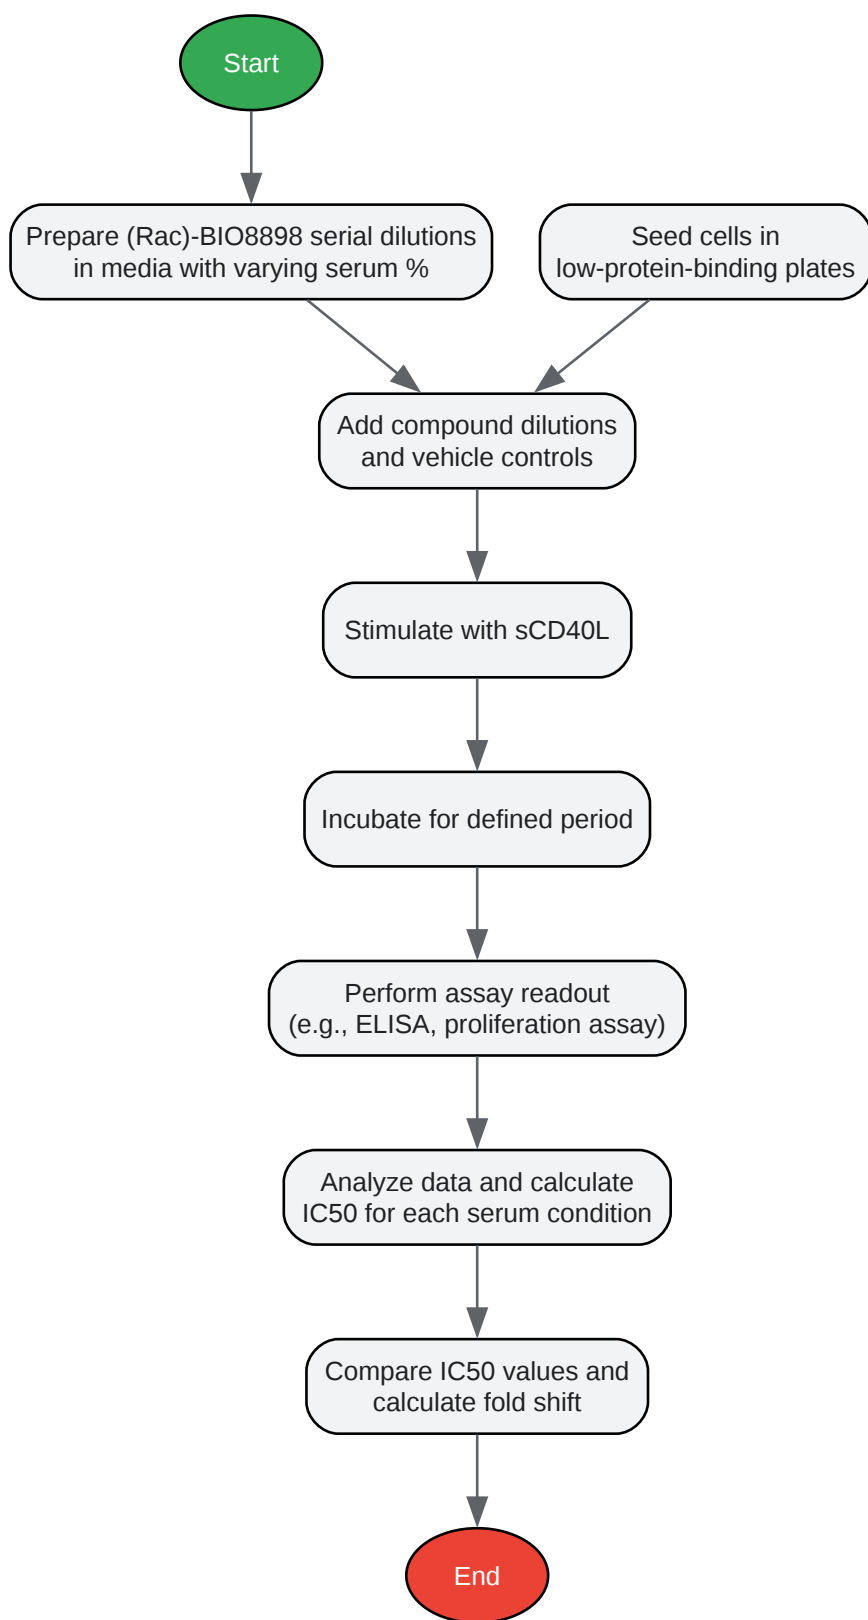 Start
Prepare (Rac)-BIO8898 serial dilutions
in media with varying serum %
Seed cells in
low-protein-binding plates
Add compound dilutions
and vehicle controls
Stimulate with sCD40L
Incubate for defined period
Perform assay readout
(e.g., ELISA, proliferation assay)
Analyze data and calculate
IC50 for each serum condition
Compare IC50 values and
calculate fold shift
End